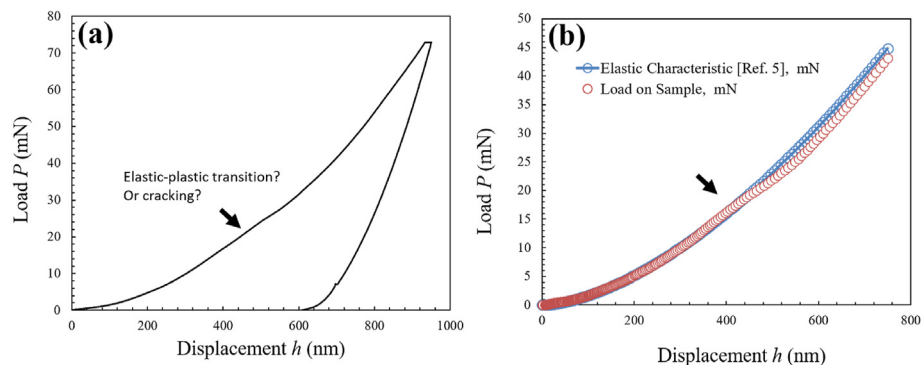 (a)
80
70
60
50
40
30
20
10
0
Load P (mN)
Elastic-plastic transition?
Or cracking?
0 200 400 600 800 1000
Displacement h (nm)
(b)
45
40
35
30
25
20
15
10
5
0
Load P (mN)
Elastic Characteristic [Ref. 5], mN
Load on Sample, mN
0 200 400 600 800
Displacement h (nm)